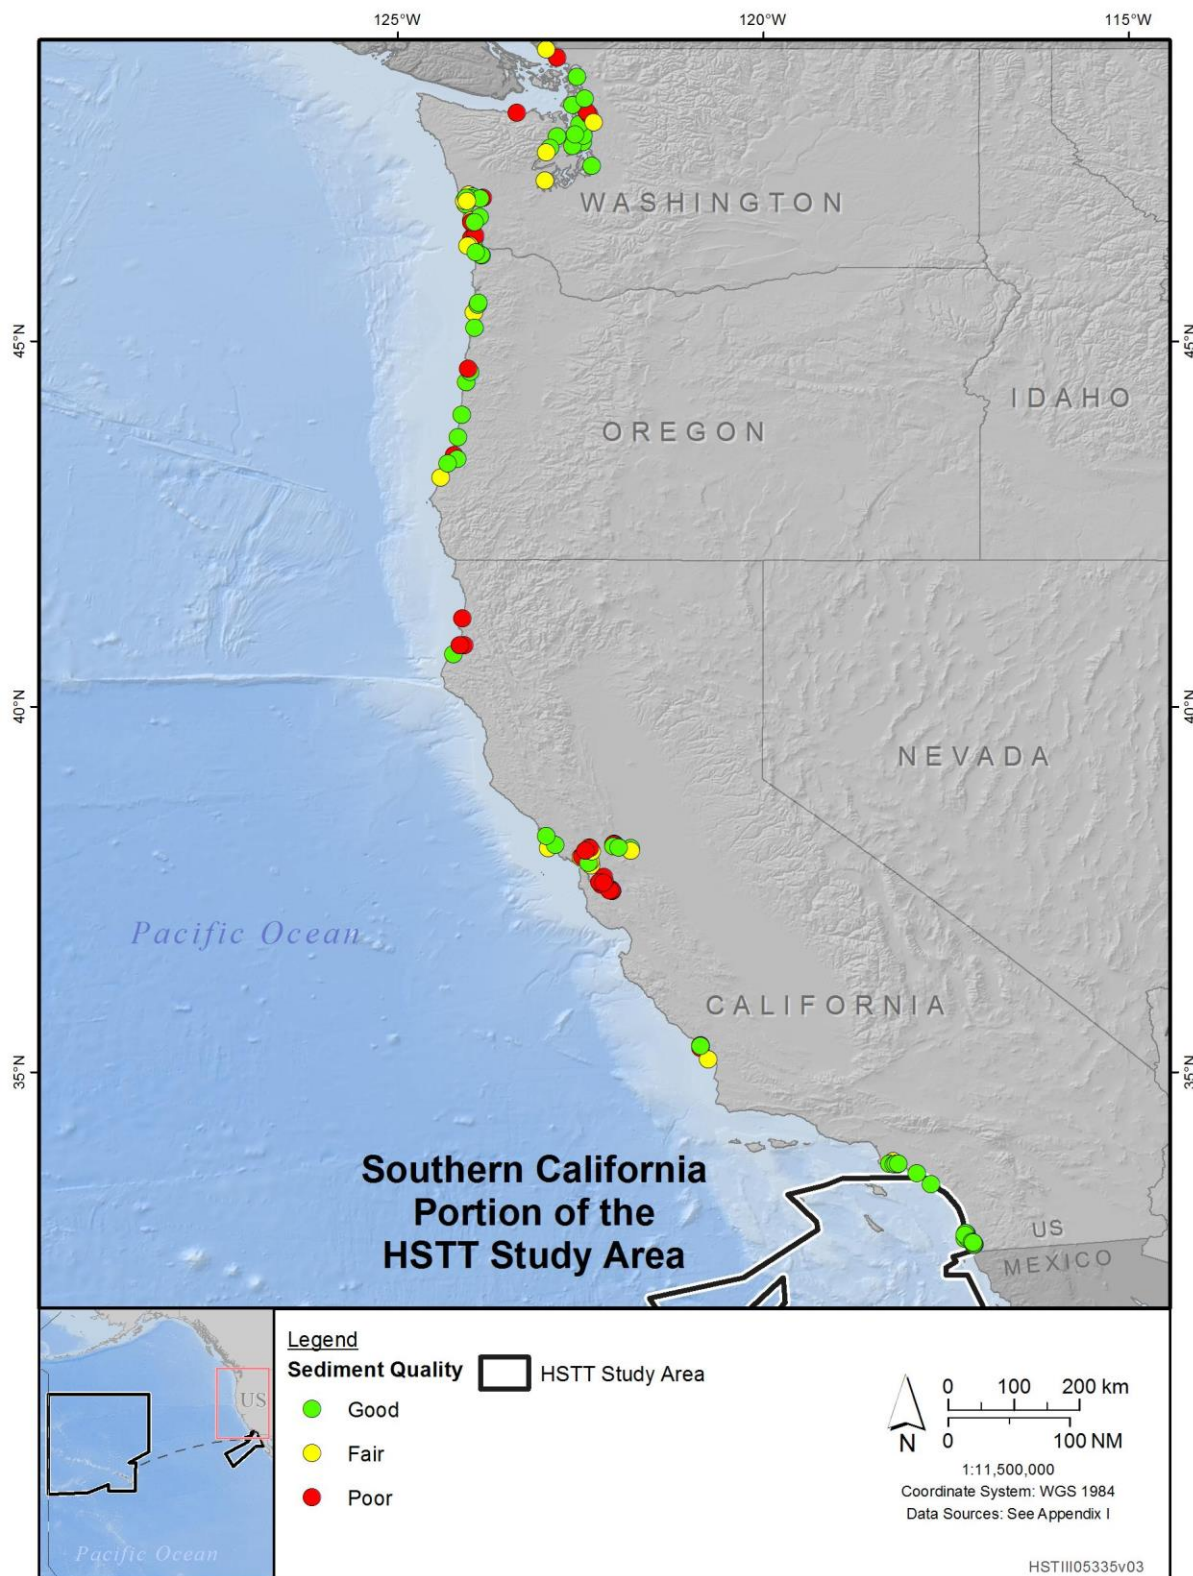 125°W
120°W
115°W
WASHINGTON
45°N
45°N
IDAHO
OREGON
40°N
40°N
NEVADA
Pacific Ocean
CALIFORNIA
35°N
35°N
Southern California
Portion of the
HSTT Study Area
US
MEXICO
Legend
Sediment Quality
HSTT Study Area
Good
Fair
Poor
US
Pacific Ocean
N
0 100 200 km
0 100 NM
1:11,500,000
Coordinate System: WGS 1984
Data Sources: See Appendix I
HSTIII05335v03